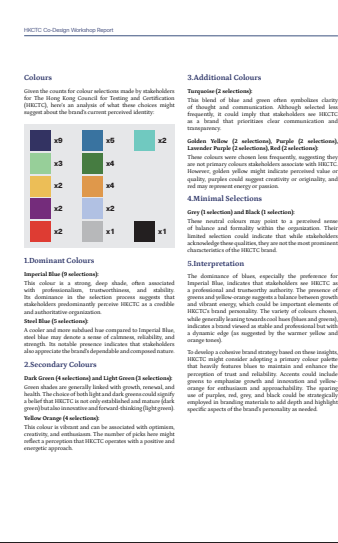 HKCTC Co-Design Workshop Report
Colours
Given the counts for colour selections made by stakeholders
for The Hong Kong Council for Testing and Certification
(HKCTC), here's an analysis of what these choices might
suggest about the brand's current perceived identity:
x9 x5 x2
x3 x4
x2 x4
x2 x2
x2 x1 x1
1.Dominant Colours
Imperial Blue (9 selections):
This colour is a strong, deep shade, often associated
with professionalism, trustworthiness, and stability.
Its dominance in the selection process suggests that
stakeholders predominantly perceive HKCTC as a credible
and authoritative organization.
Steel Blue (5 selections):
A cooler and more subdued hue compared to Imperial Blue,
steel blue may denote a sense of calmness, reliability, and
strength. Its notable presence indicates that stakeholders
also appreciate the brand's dependable and composed nature.
2.Secondary Colours
Dark Green (4 selections) and Light Green (3 selections):
Green shades are generally linked with growth, renewal, and
health. The choice of both light and dark greens could signify
a belief that HKCTC is not only established and mature (dark
green) but also innovative and forward-thinking (light green).
Yellow Orange (4 selections):
This colour is vibrant and can be associated with optimism,
creativity, and enthusiasm. The number of picks here might
reflect a perception that HKCTC operates with a positive and
energetic approach.
3.Additional Colours
Turquoise (2 selections):
This blend of blue and green often symbolizes clarity
of thought and communication. Although selected less
frequently, it could imply that stakeholders see HKCTC
as a brand that prioritizes clear communication and
transparency.
Golden Yellow (2 selections), Purple (2 selections),
Lavender Purple (2 selections), Red (2 selections):
These colours were chosen less frequently, suggesting they
are not primary colours stakeholders associate with HKCTC.
However, golden yellow might indicate perceived value or
quality, purples could suggest creativity or originality, and
red may represent energy or passion.
4.Minimal Selections
Grey (1 selection) and Black (1 selection):
These neutral colours may point to a perceived sense
of balance and formality within the organization. Their
limited selection could indicate that while stakeholders
acknowledge these qualities, they are not the most prominent
characteristics of the HKCTC brand.
5.Interpretation
The dominance of blues, especially the preference for
Imperial Blue, indicates that stakeholders see HKCTC as
a professional and trustworthy authority. The presence of
greens and yellow-orange suggests a balance between growth
and vibrant energy, which could be important elements of
HKCTC's brand personality. The variety of colours chosen,
while generally leaning towards cool hues (blues and greens),
indicates a brand viewed as stable and professional but with
a dynamic edge (as suggested by the warmer yellow and
orange tones).
To develop a cohesive brand strategy based on these insights,
HKCTC might consider adopting a primary colour palette
that heavily features blues to maintain and enhance the
perception of trust and reliability. Accents could include
greens to emphasise growth and innovation and yellow-
orange for enthusiasm and approachability. The sparing
use of purples, red, grey, and black could be strategically
employed in branding materials to add depth and highlight
specific aspects of the brand's personality as needed.